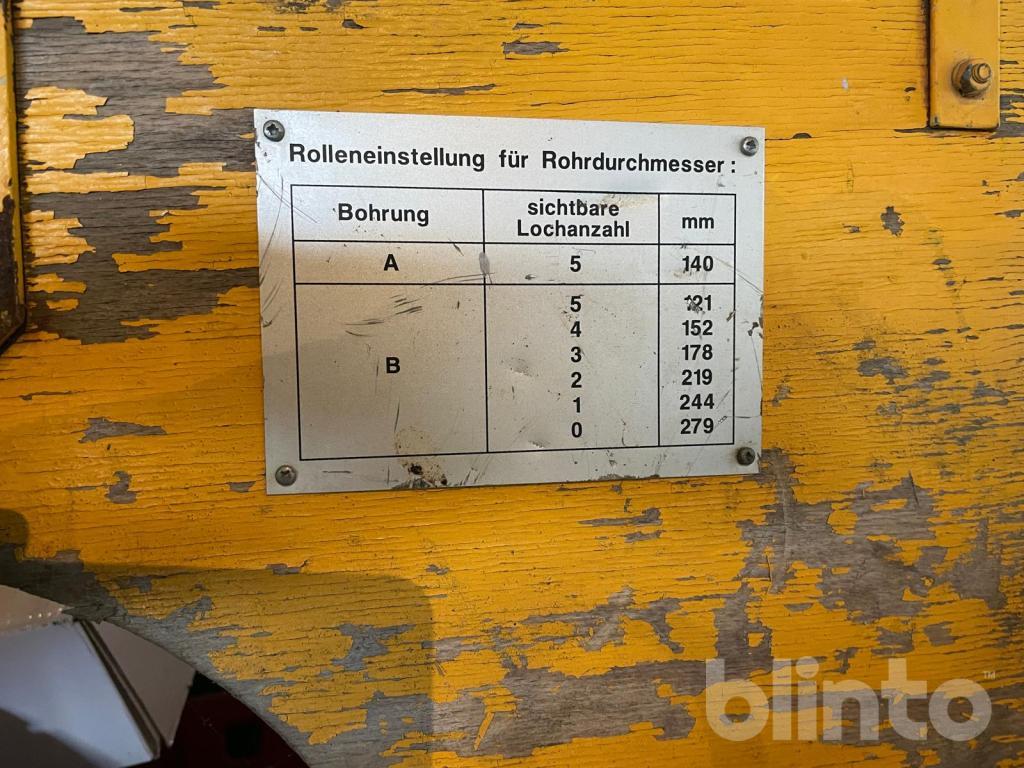 Rolleneinstellung für Rohrdurchmesser :
Bohrung sichtbare Lochanzahl mm
A 5 140
B
5 121
4 152
3 178
2 219
1 244
0 279
blinto™